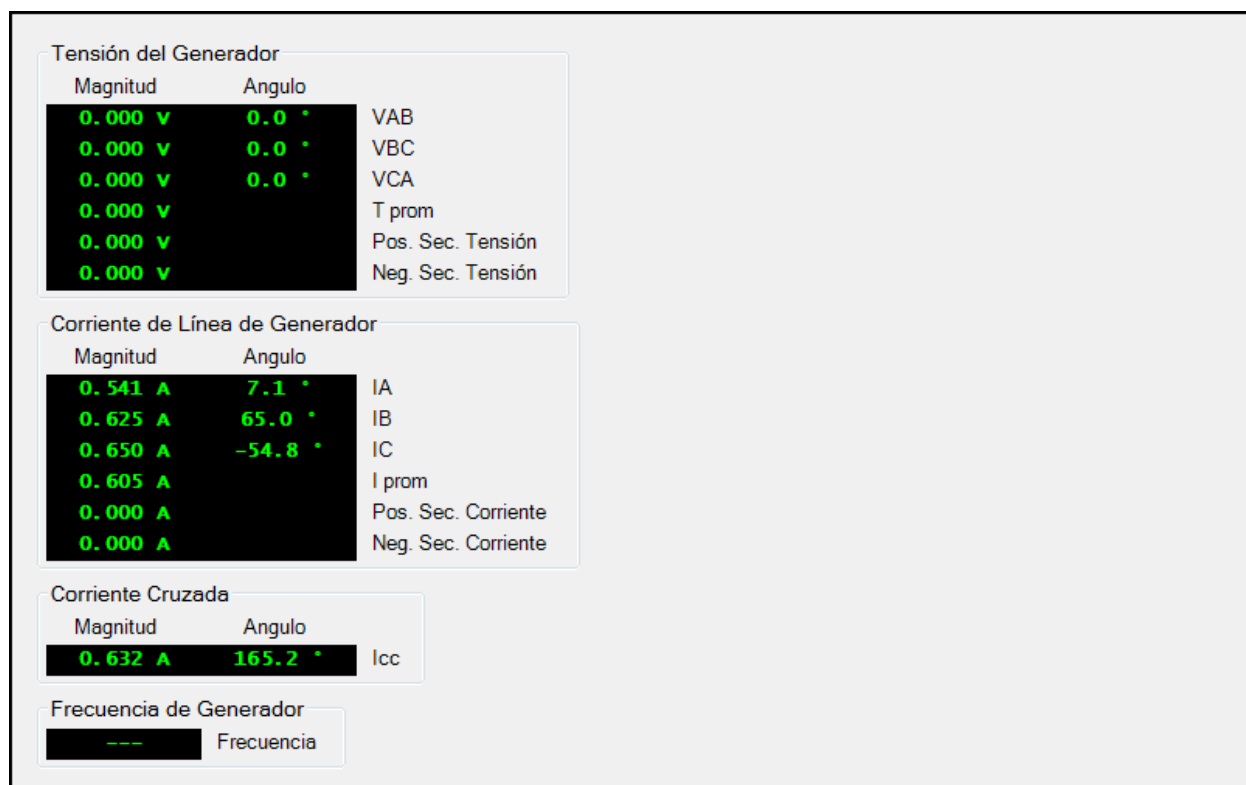 Tensión del Generador
Magnitud Angulo
0.000 V 0.0 ° VAB
0.000 V 0.0 ° VBC
0.000 V 0.0 ° VCA
0.000 V T prom
0.000 V Pos. Sec. Tensión
0.000 V Neg. Sec. Tensión
Corriente de Línea de Generador
Magnitud Angulo
0.541 A 7.1 ° IA
0.625 A 65.0 ° IB
0.650 A -54.8 ° IC
0.605 A I prom
0.000 A Pos. Sec. Corriente
0.000 A Neg. Sec. Corriente
Corriente Cruzada
Magnitud Angulo
0.632 A 165.2 ° Icc
Frecuencia de Generador
--- Frecuencia